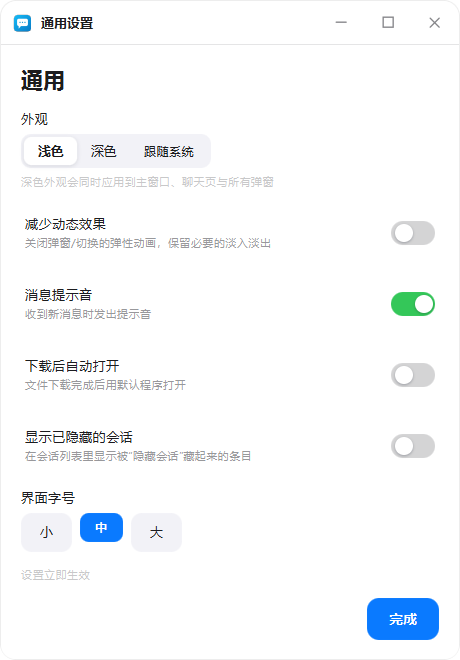 通用设置
通用
外观
浅色 深色 跟随系统
深色外观会同时应用到主窗口、聊天页与所有弹窗
减少动态效果
关闭弹窗/切换的弹性动画，保留必要的淡入淡出
消息提示音
收到新消息时发出提示音
下载后自动打开
文件下载完成后用默认程序打开
显示已隐藏的会话
在会话列表里显示被"隐藏会话"藏起来的条目
界面字号
小 中 大
设置立即生效
完成